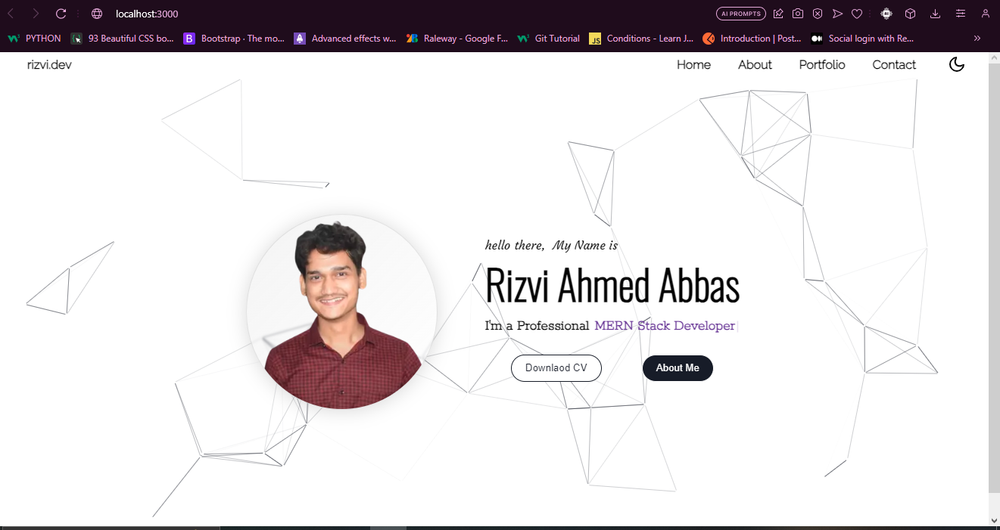 localhost:3000
AI PROMPTS
PYTHON
93 Beautiful CSS bo...
B
Bootstrap · The mo...
Advanced effects w...
Raleway - Google F...
Git Tutorial
JS
Conditions - Learn J...
Introduction | Post...
Social login with Re...
rizvi.dev
Home
About
Portfolio
Contact
hello there, My Name is
Rizvi Ahmed Abbas
I'm a Professional MERN Stack Developer
Downlaod CV
About Me